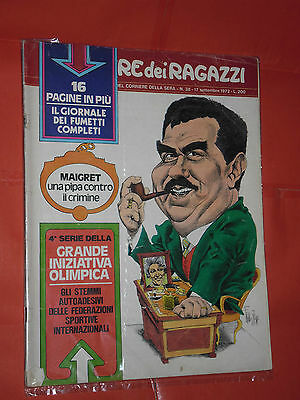 RE dei RAGAZZI
DEL CORRIERE DELLA SERA - N. 38 - 17 settembre 1972 - L. 200
16
PAGINE IN PIÙ
IL GIORNALE
DEI FUMETTI
COMPLETI
MAIGRET
una pipa contro
il crimine
4ª SERIE DELLA
GRANDE
INIZIATIVA
OLIMPICA
GLI STEMMI
AUTOADESIVI
DELLE FEDERAZIONI
SPORTIVE
INTERNAZIONALI